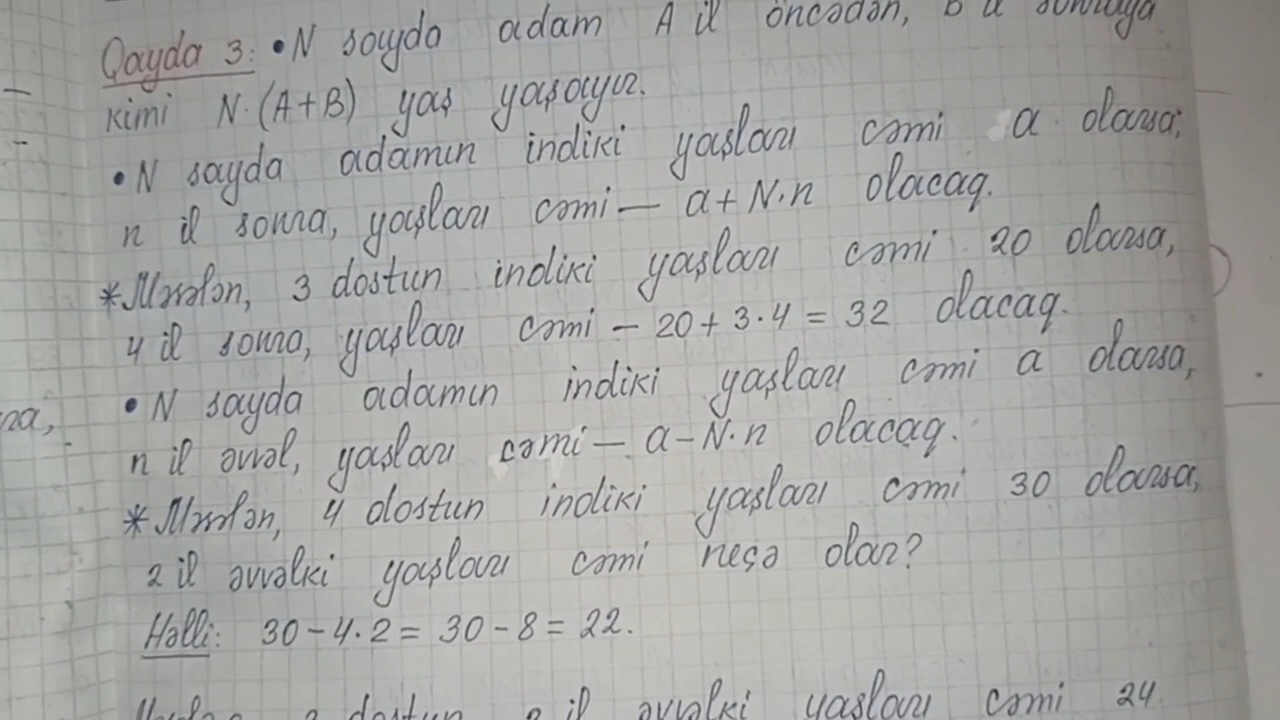 Qayda 3: • N sayda adam A il öncədən, B il sonraya
kimi N·(A+B) yaş yaşayır.
• N sayda adamın indiki yaşları cəmi a olarsa,
n il sonra, yaşları cəmi — a+N·n olacaq.
*Məsələn, 3 dostun indiki yaşları cəmi 20 olarsa,
4 il sonra, yaşları cəmi – 20+3·4=32 olacaq.
• N sayda adamın indiki yaşları cəmi a olarsa,
n il əvvəl, yaşları cəmi — a-N·n olacaq.
*Məsələn, 4 dostun indiki yaşları cəmi 30 olarsa,
2 il əvvəlki yaşları cəmi neçə olar?
Həlli: 30-4·2=30-8=22.
dostun 2 il əvvəlki yaşları cəmi 24